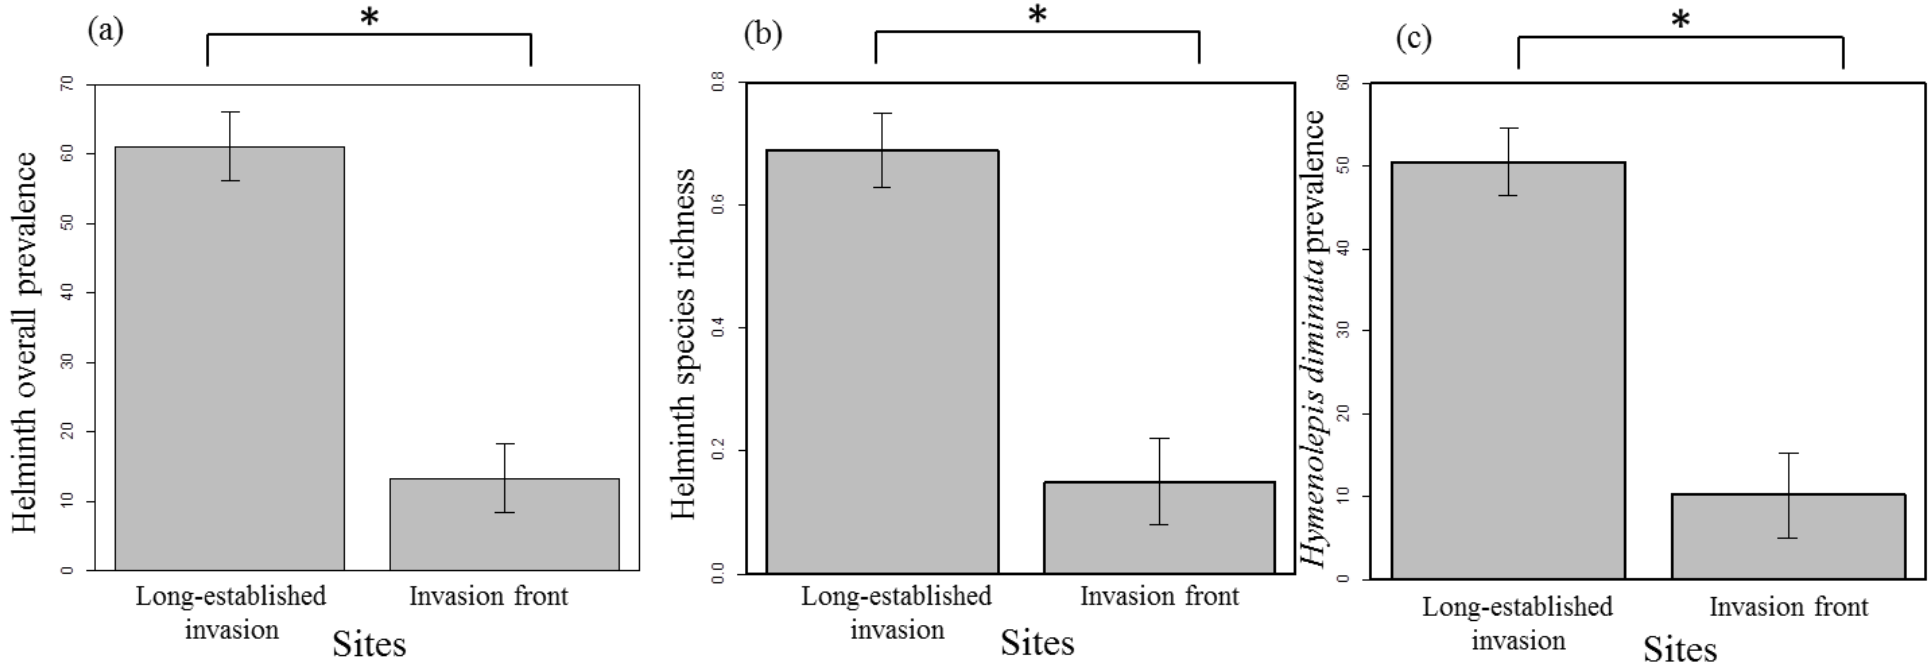 (a)
*
Helminth overall prevalence
70
60
50
40
30
20
10
0
Long-established
invasion
Invasion front
Sites
(b)
*
Helminth species richness
0.8
0.6
0.4
0.2
0.0
Long-established
invasion
Invasion front
Sites
(c)
*
Hymenolepis diminuta prevalence
60
50
40
30
20
10
0
Long-established
invasion
Invasion front
Sites